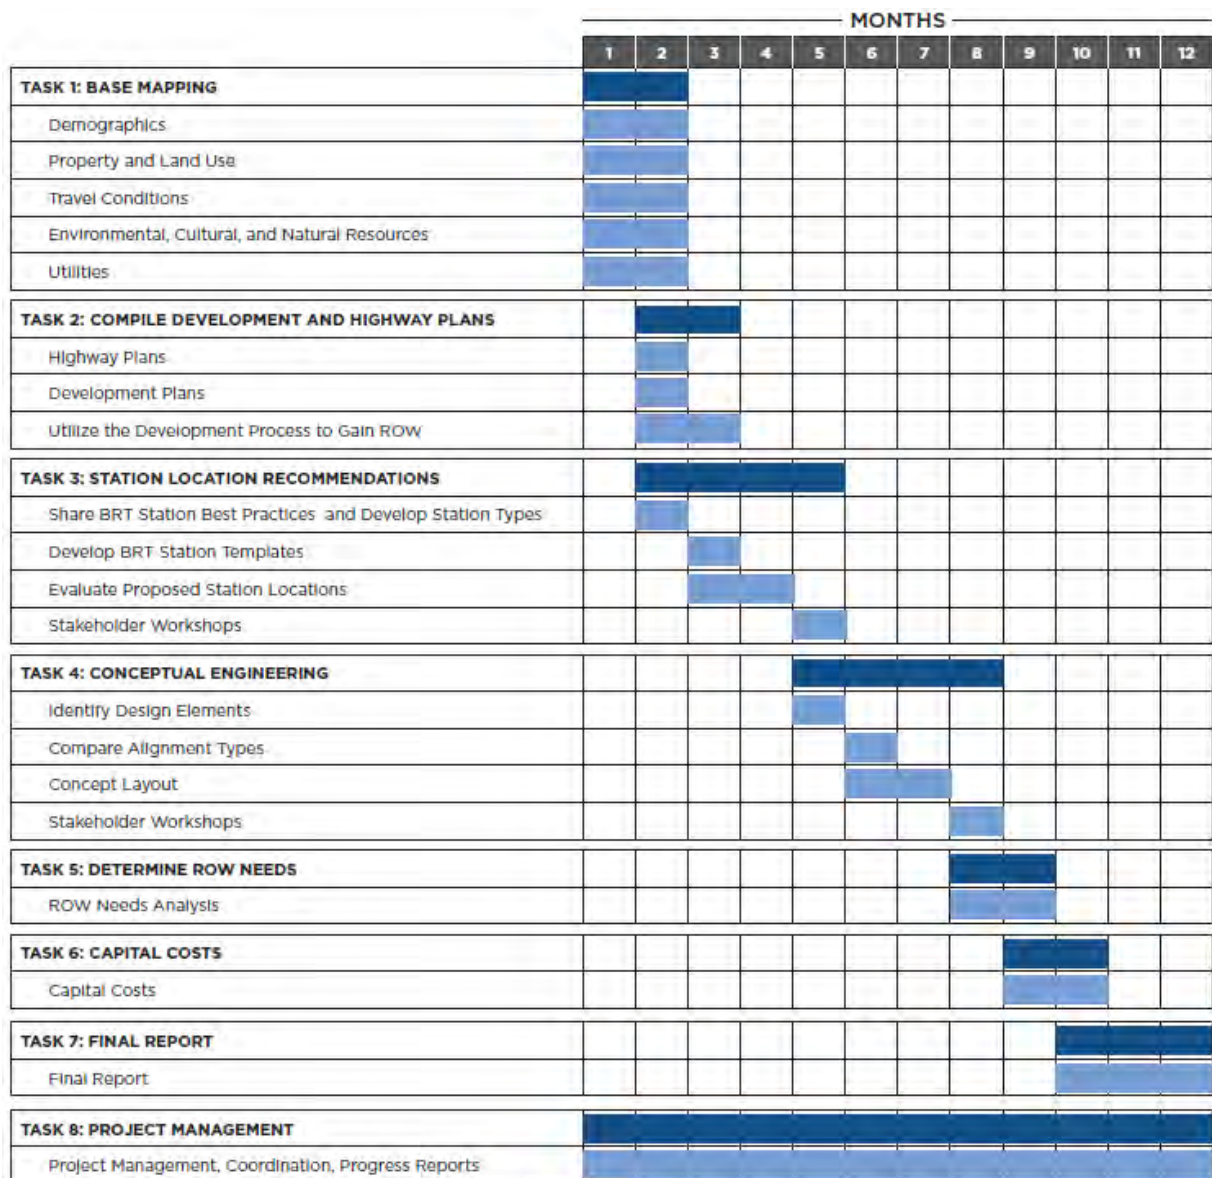 MONTHS
1 2 3 4 5 6 7 8 9 10 11 12
TASK 1: BASE MAPPING
Demographics
Property and Land Use
Travel Conditions
Environmental, Cultural, and Natural Resources
Utilities
TASK 2: COMPILE DEVELOPMENT AND HIGHWAY PLANS
Highway Plans
Development Plans
Utilize the Development Process to Gain ROW
TASK 3: STATION LOCATION RECOMMENDATIONS
Share BRT Station Best Practices and Develop Station Types
Develop BRT Station Templates
Evaluate Proposed Station Locations
Stakeholder Workshops
TASK 4: CONCEPTUAL ENGINEERING
Identify Design Elements
Compare Alignment Types
Concept Layout
Stakeholder Workshops
TASK 5: DETERMINE ROW NEEDS
ROW Needs Analysis
TASK 6: CAPITAL COSTS
Capital Costs
TASK 7: FINAL REPORT
Final Report
TASK 8: PROJECT MANAGEMENT
Project Management, Coordination, Progress Reports